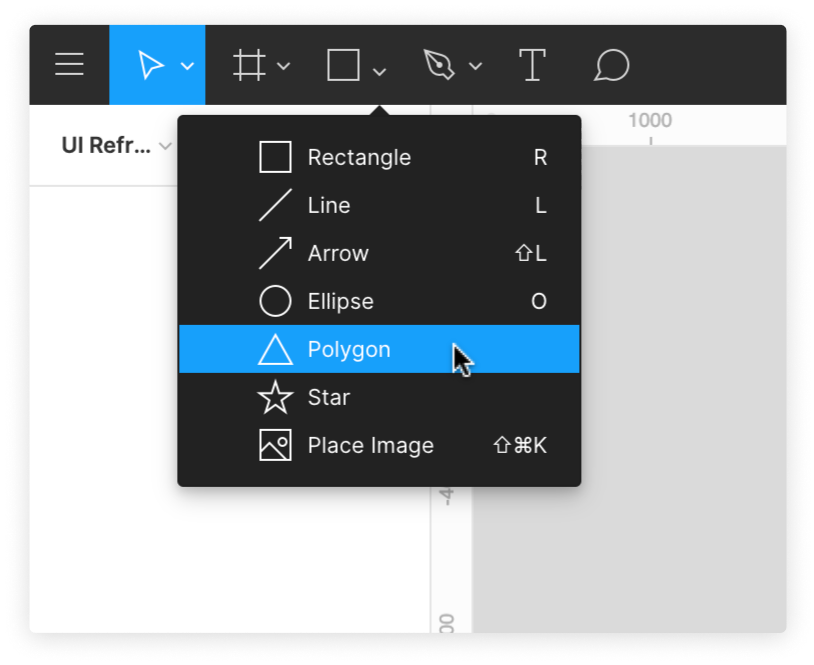 UI Refr...
1000
Rectangle R
Line L
Arrow ⇧L
Ellipse O
Polygon
Star
Place Image ⇧⌘K
-4
00